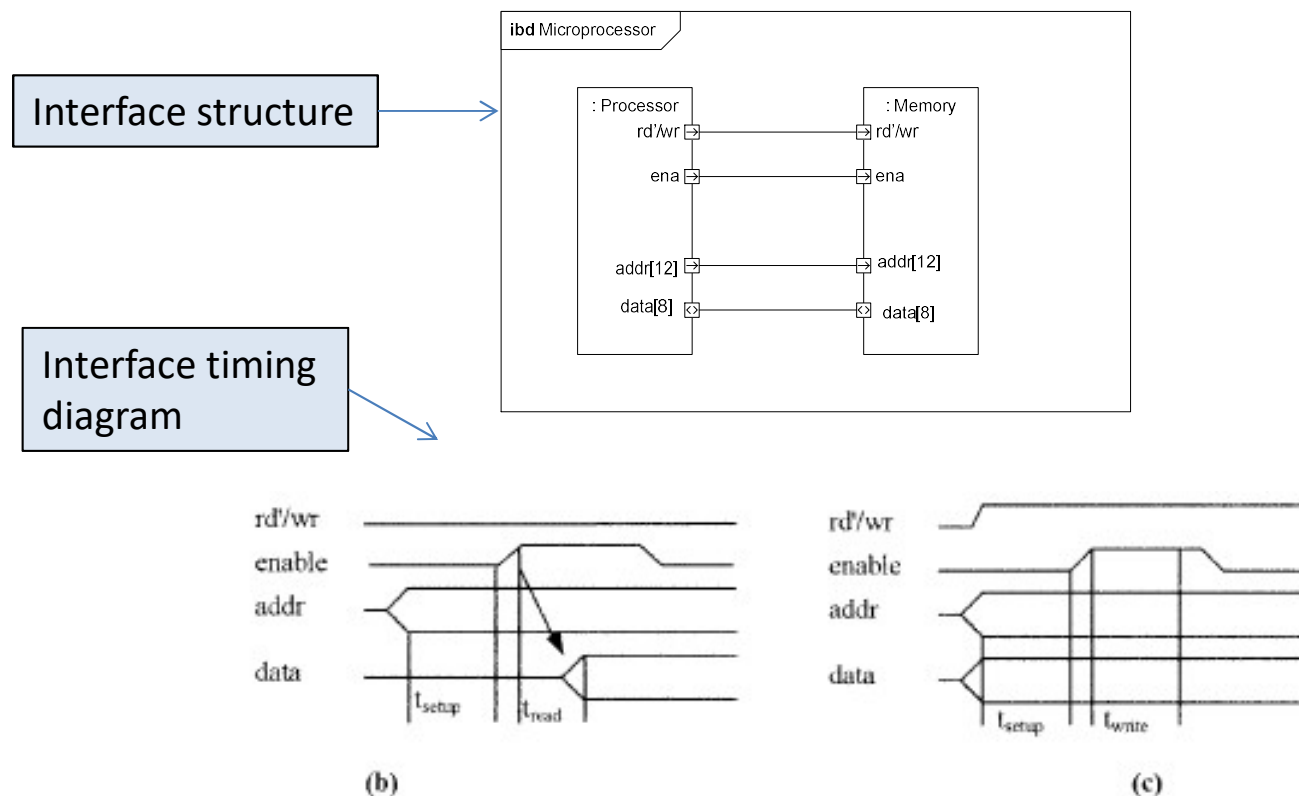 ibd Microprocessor
Interface structure
: Processor
: Memory
rd'/wr
rd'/wr
ena
ena
addr[12]
addr[12]
data[8]
data[8]
Interface timing
diagram
rd'/wr
enable
addr
data
tsetup
tread
(b)
rd'/wr
enable
addr
data
tsetup
twrite
(c)